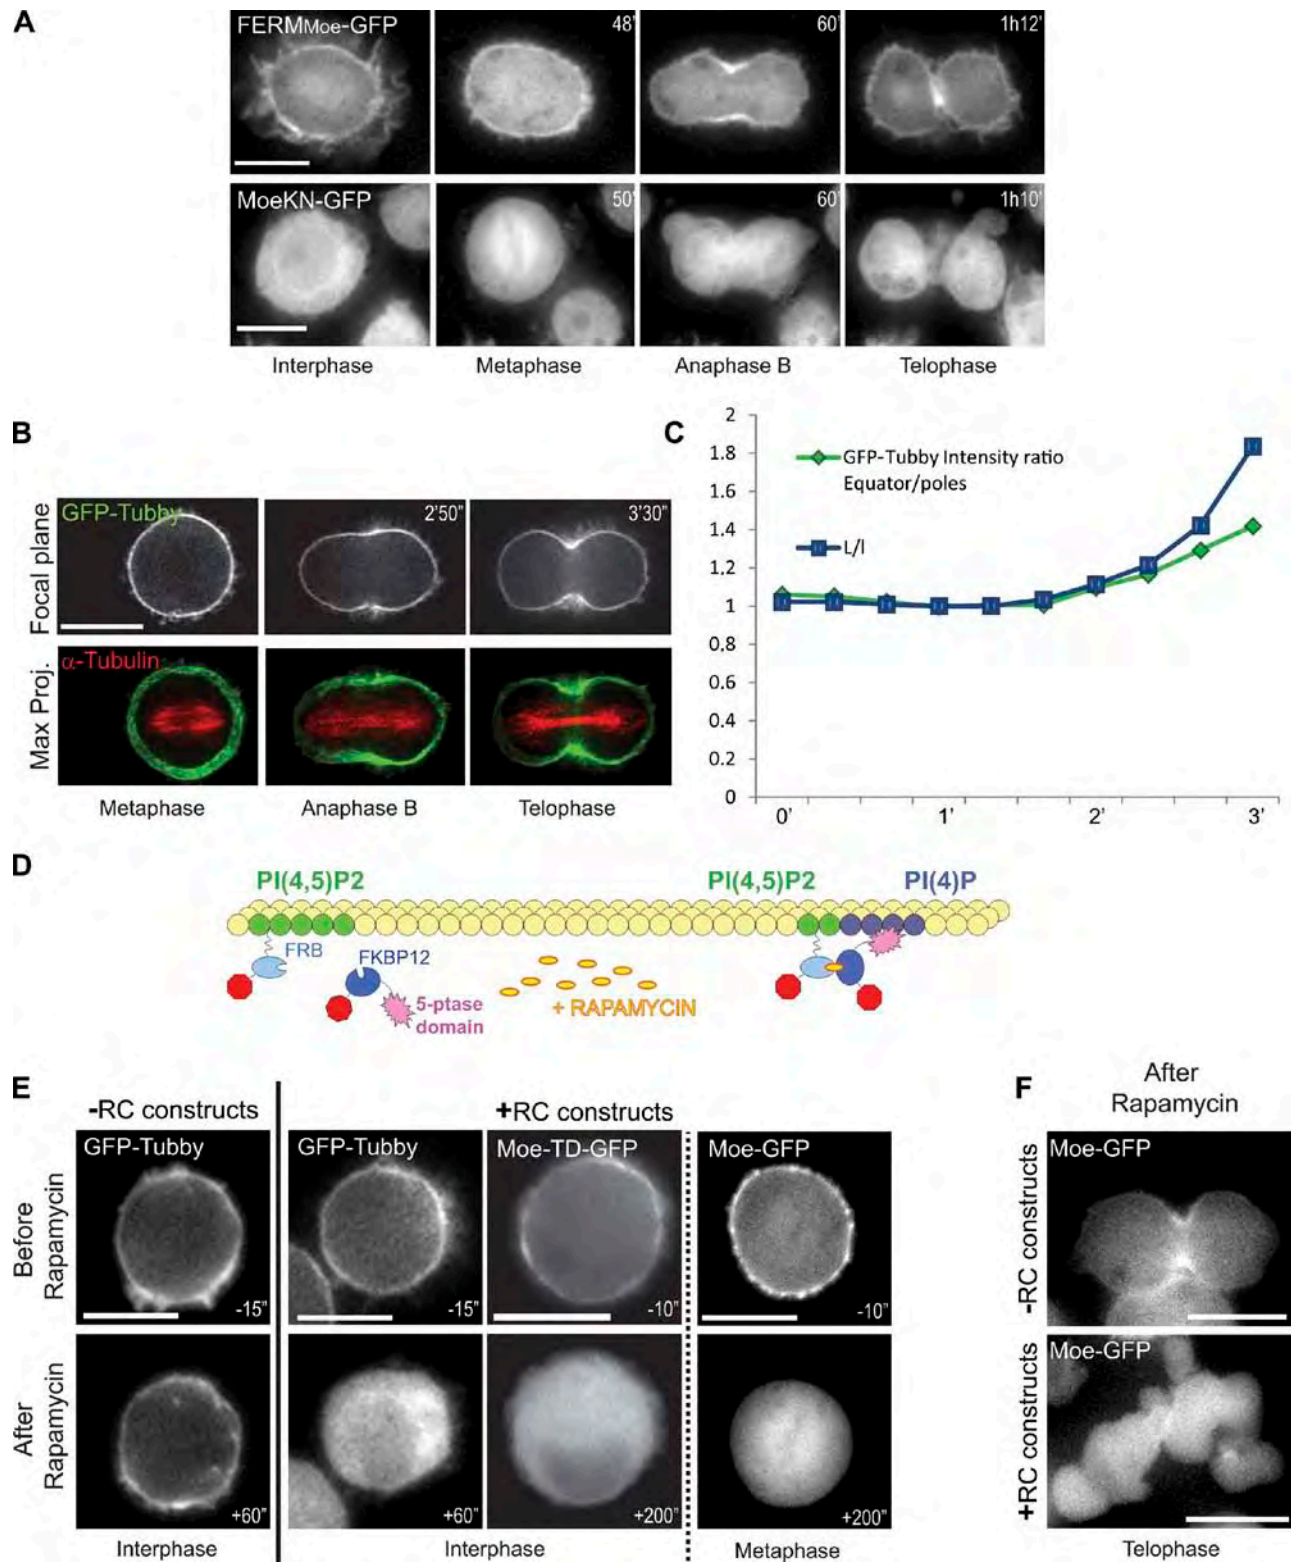 A
FERMMoe-GFP
48'
60'
1h12'
MoeKN-GFP
50'
60'
1h10'
Interphase
Metaphase
Anaphase B
Telophase
B
Focal plane
GFP-Tubby
2'50"
3'30"
Max Proj.
α-Tubulin
Metaphase
Anaphase B
Telophase
C
2
1.8
1.6
1.4
1.2
1
0.8
0.6
0.4
0.2
0
GFP-Tubby Intensity ratio
Equator/poles
L/l
0'
1'
2'
3'
D
PI(4,5)P2
PI(4,5)P2
PI(4)P
FRB
FKBP12
5-ptase
domain
+ RAPAMYCIN
E
-RC constructs
+RC constructs
Before
Rapamycin
GFP-Tubby
-15"
GFP-Tubby
-15"
Moe-TD-GFP
-10"
Moe-GFP
-10"
After
Rapamycin
+60"
+60"
+200"
+200"
Interphase
Interphase
Metaphase
F
After
Rapamycin
-RC constructs
Moe-GFP
+RC constructs
Moe-GFP
Telophase